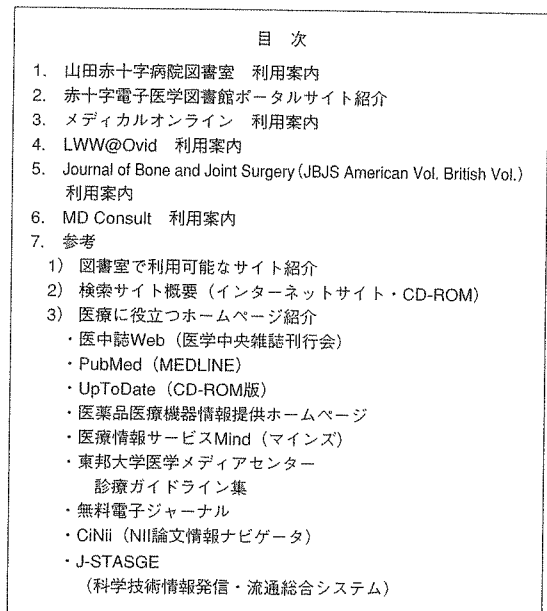 目 次
1. 山田赤十字病院図書室 利用案内
2. 赤十字電子医学図書館ポータルサイト紹介
3. メディカルオンライン 利用案内
4. LWW@Ovid 利用案内
5. Journal of Bone and Joint Surgery(JBJS American Vol. British Vol.)
利用案内
6. MD Consult 利用案内
7. 参考
1) 図書室で利用可能なサイト紹介
2) 検索サイト概要(インターネットサイト・CD-ROM)
3) 医療に役立つホームページ紹介
・医中誌Web(医学中央雑誌刊行会)
・PubMed(MEDLINE)
・UpToDate(CD-ROM版)
・医薬品医療機器情報提供ホームページ
・医療情報サービスMind(マインズ)
・東邦大学医学メディアセンター
診療ガイドライン集
・無料電子ジャーナル
・CiNii(NII論文情報ナビゲータ)
・J-STASGE
(科学技術情報発信・流通総合システム)